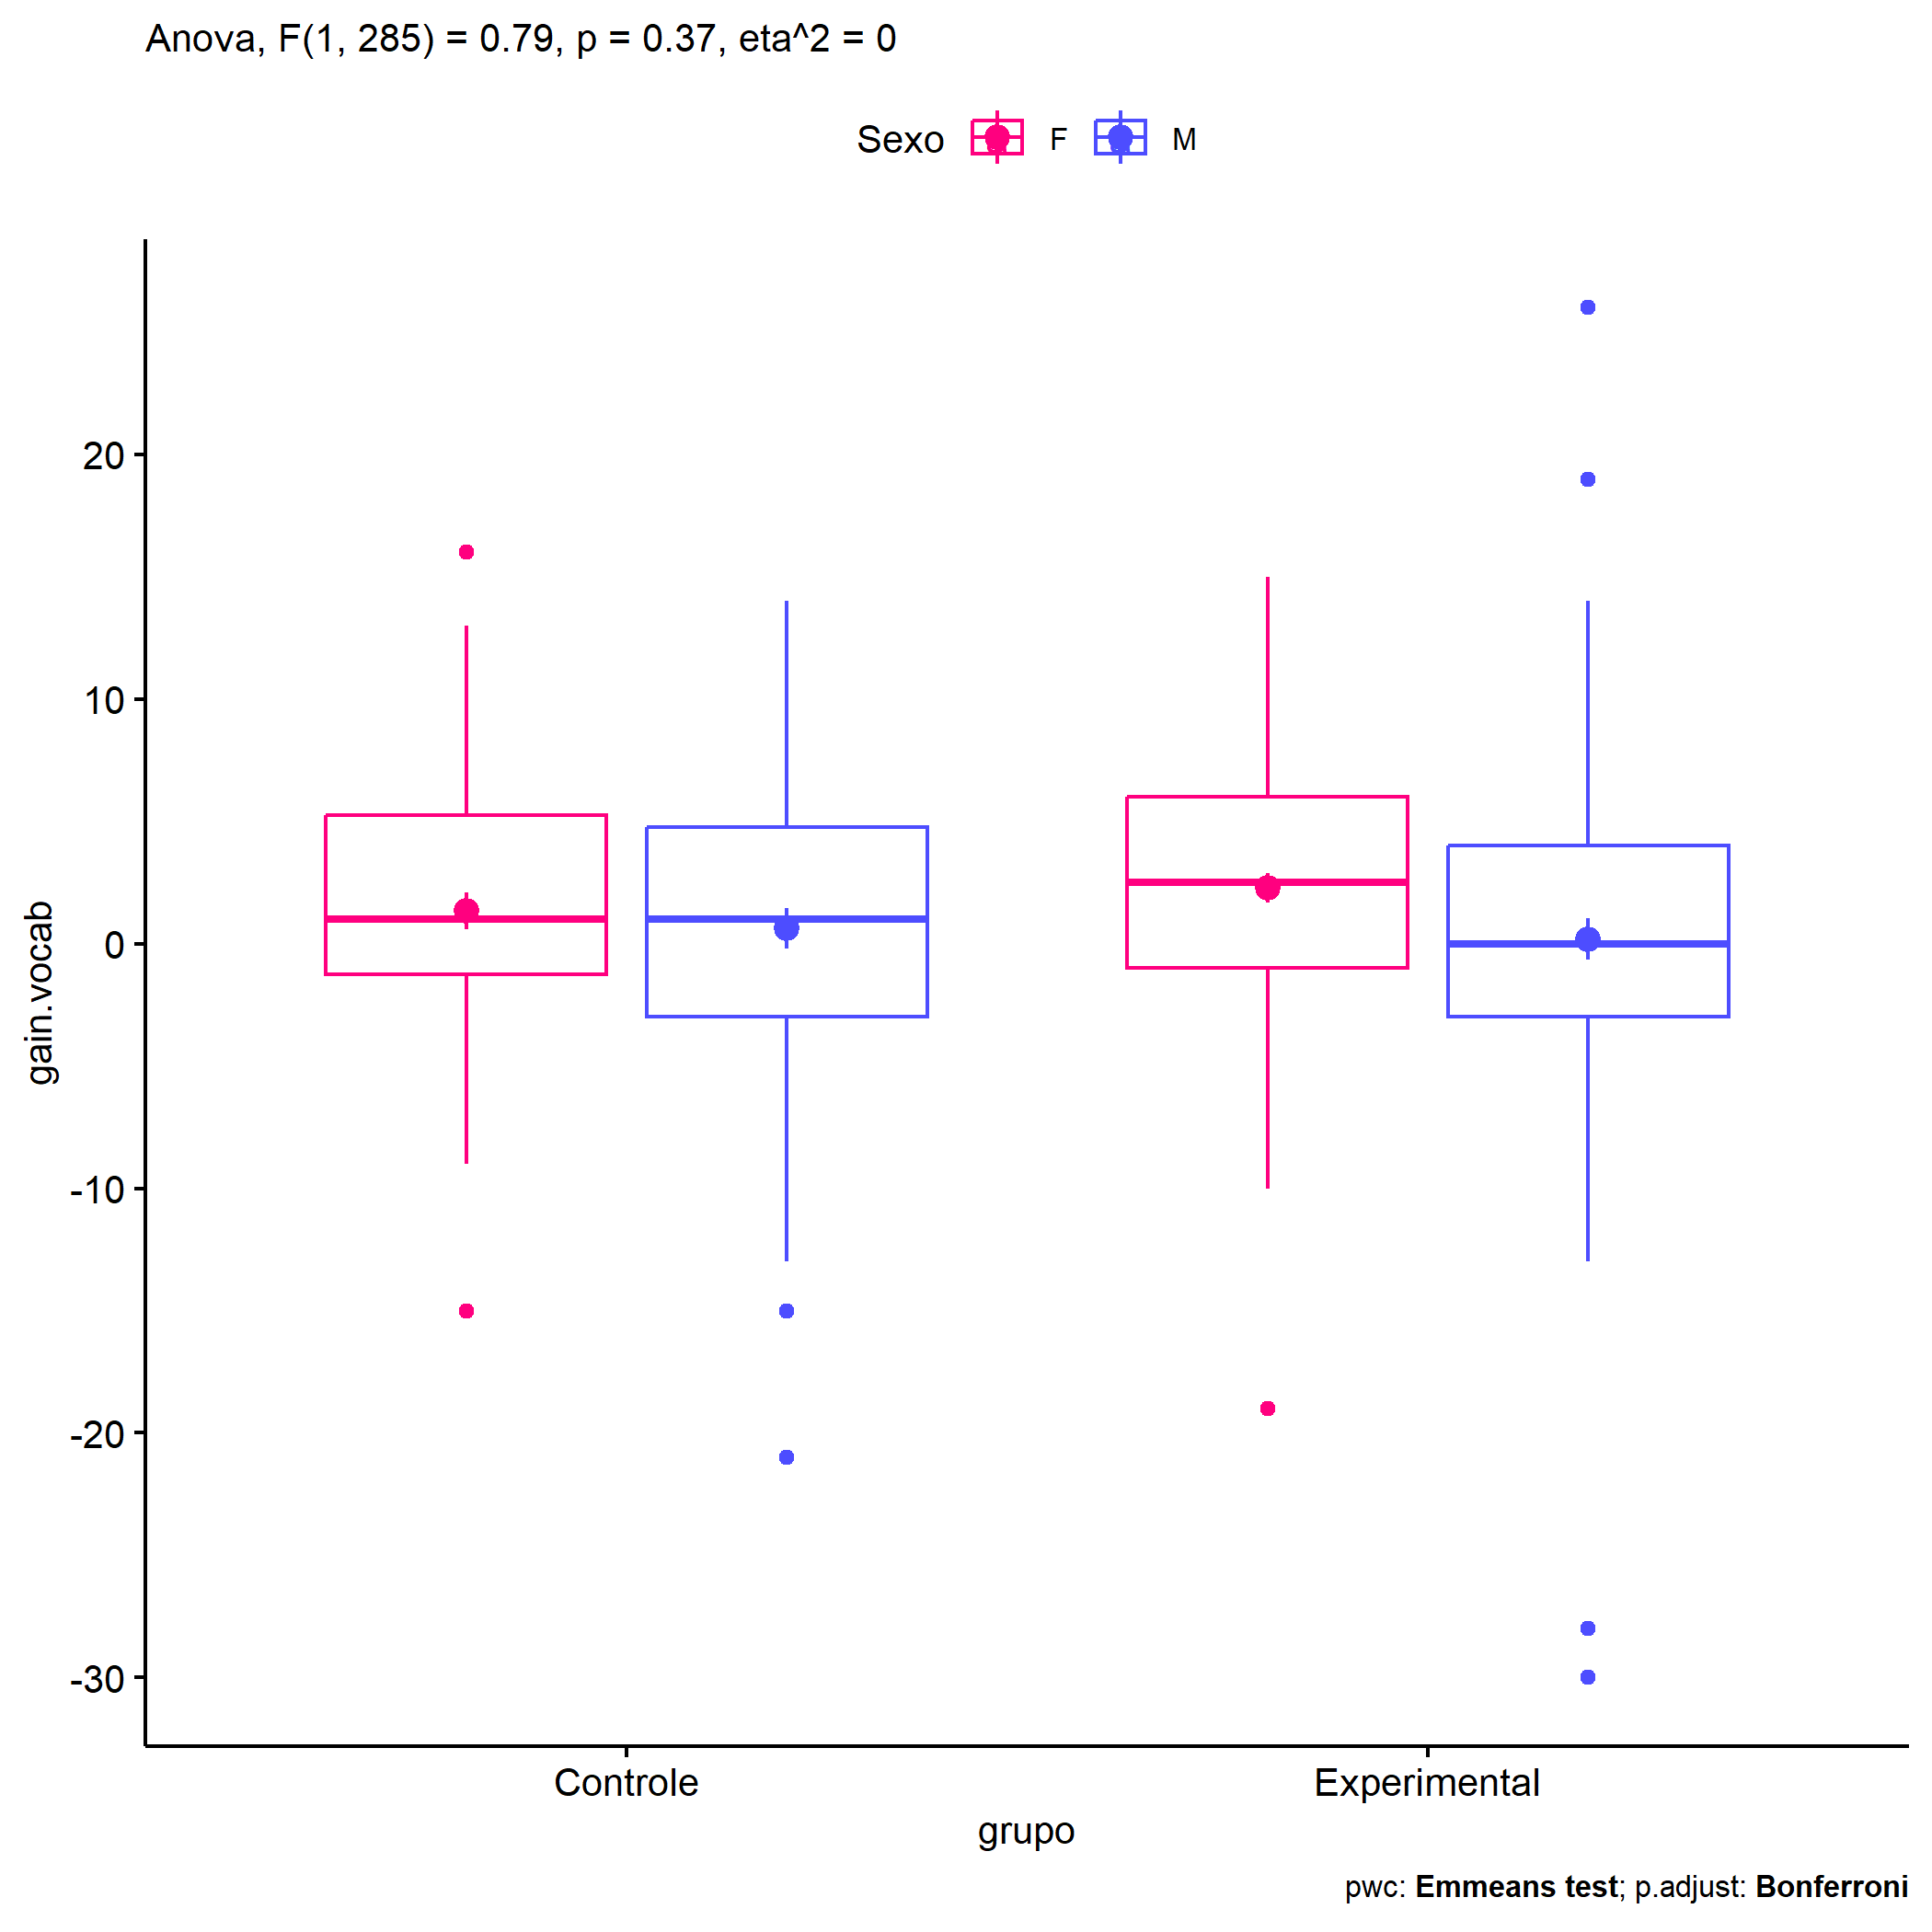 Anova, F(1, 285) = 0.79, p = 0.37, eta^2 = 0
Sexo F M
gain.vocab
20
10
0
-10
-20
-30
Controle Experimental
grupo
pwc: Emmeans test; p.adjust: Bonferroni